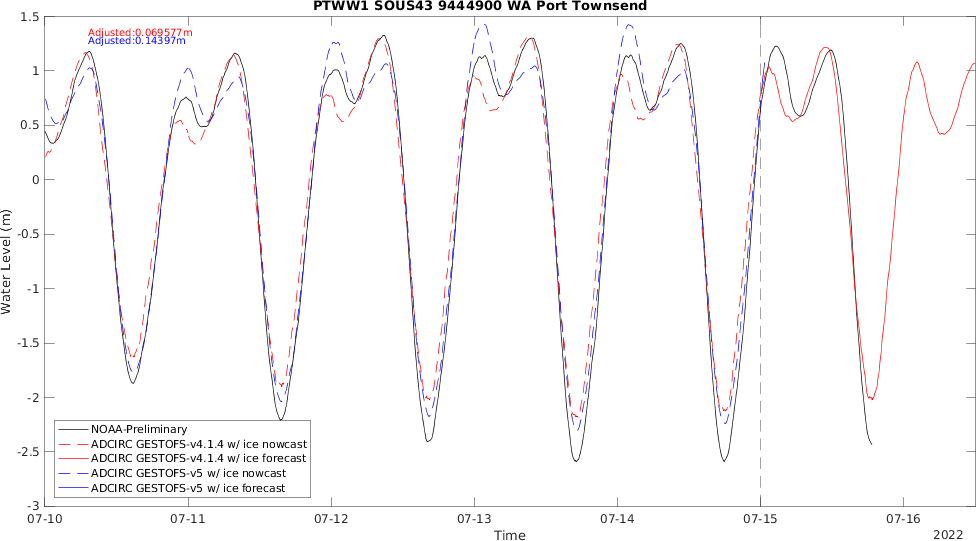 PTWW1 SOUS43 9444900 WA Port Townsend
Adjusted:0.069577m
Adjusted:0.14397m
1.5
1
0.5
0
-0.5
-1
-1.5
-2
-2.5
-3
Water Level (m)
NOAA-Preliminary
ADCIRC GESTOFS-v4.1.4 w/ ice nowcast
ADCIRC GESTOFS-v4.1.4 w/ ice forecast
ADCIRC GESTOFS-v5 w/ ice nowcast
ADCIRC GESTOFS-v5 w/ ice forecast
07-10 07-11 07-12 07-13 07-14 07-15 07-16
Time
2022